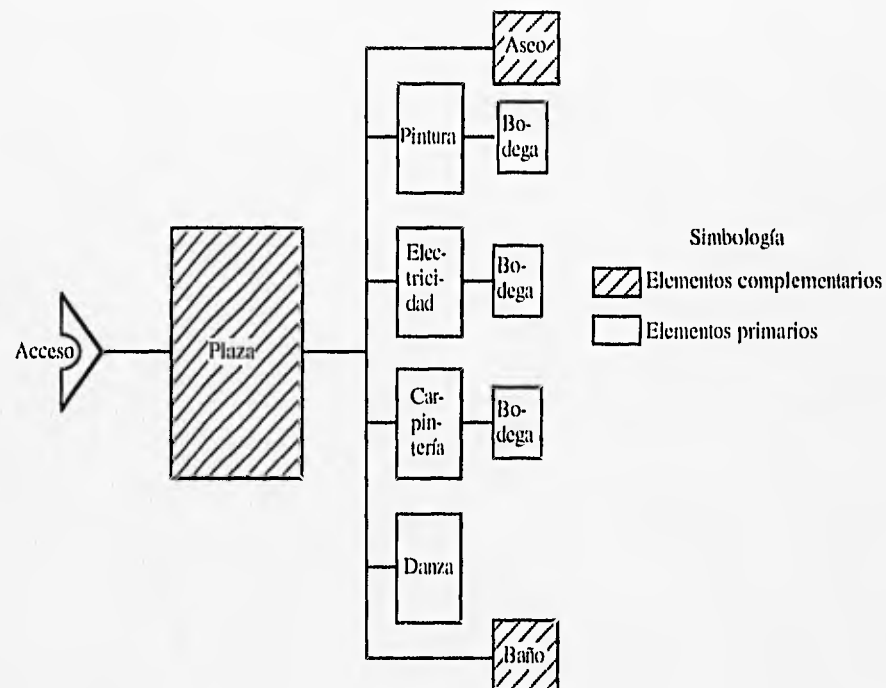 Aseo
Pintura
Bo-
dega
Elec-
trici-
dad
Bo-
dega
Simbología
Elementos complementarios
Elementos primarios
Acceso
Plaza
Car-
pin-
tería
Bo-
dega
Danza
Baño